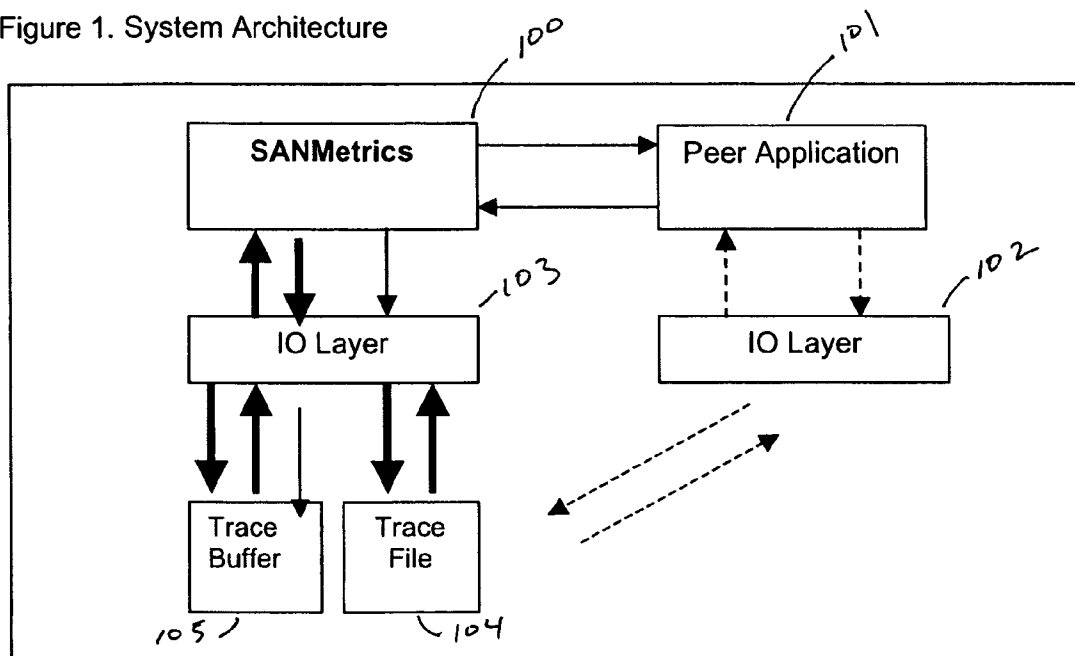 Figure 1. System Architecture
100
101
SANMetrics
Peer Application
103
102
IO Layer
IO Layer
Trace
Buffer
Trace
File
105
104